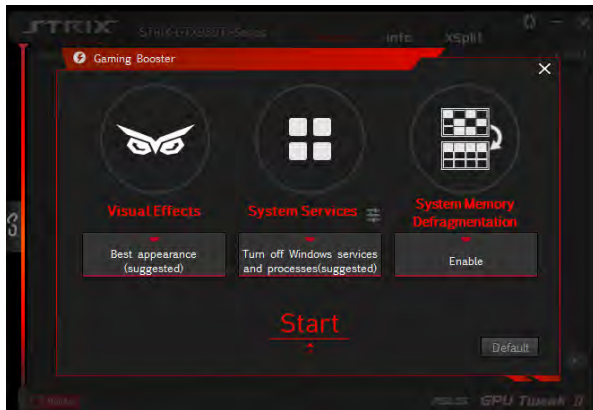 STRIX
Info
XSplit
Gaming Booster
Visual Effects
System Services
System Memory
Defragmentation
Best appearance
(suggested)
Turn off Windows services
and processes(suggested)
Enable
Start
Default
ASUS GPU Tweak II